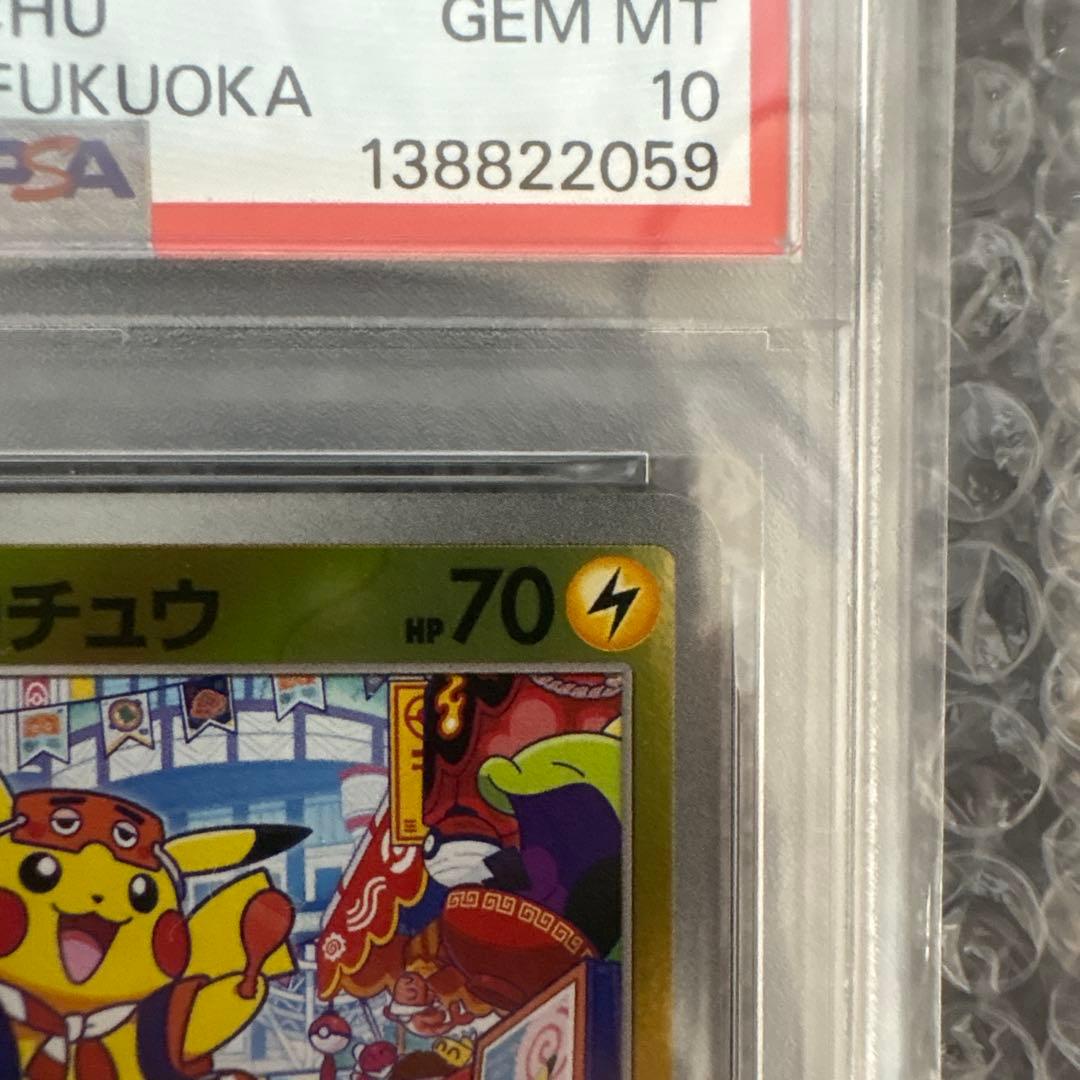 CHU GEM MT
FUKUOKA 10
PSA 138822059
チュウ HP70